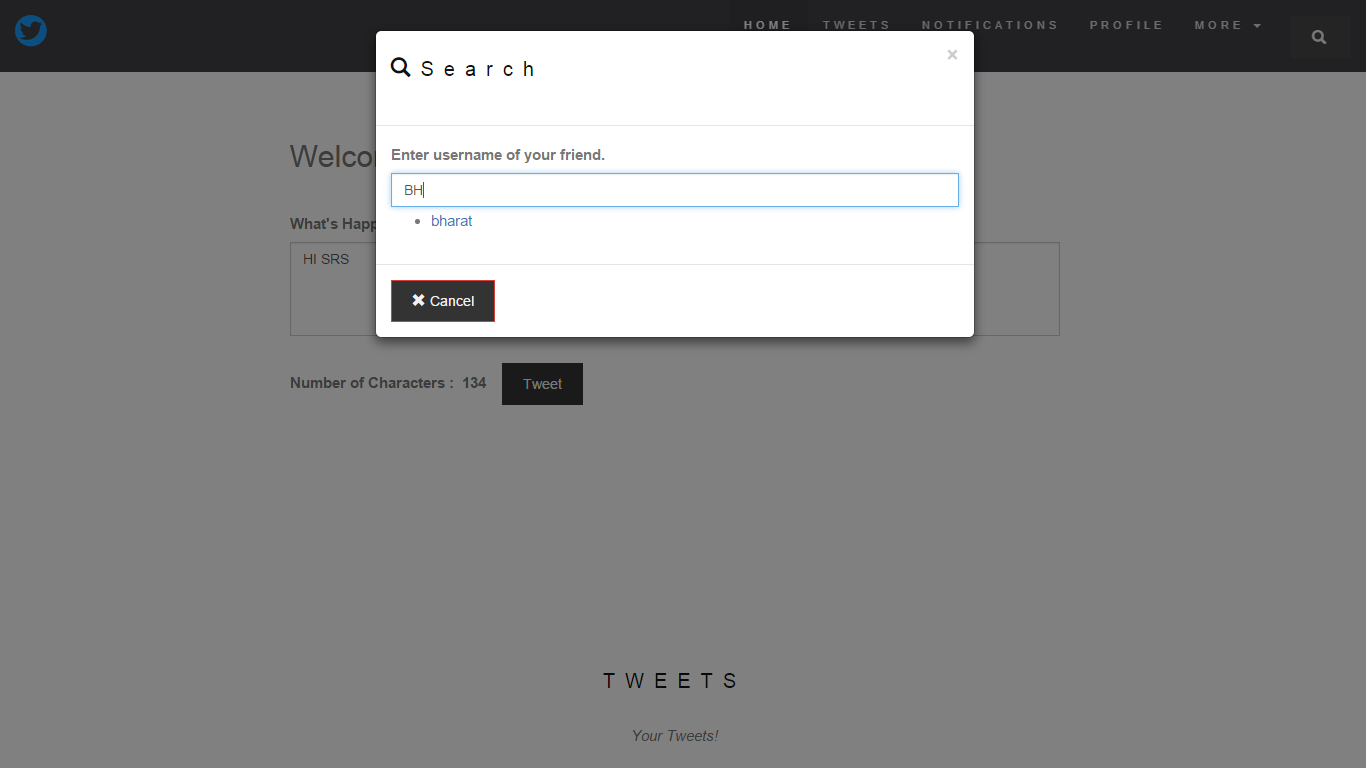 HOME TWEETS NOTIFICATIONS PROFILE MORE
×
Search
Welco
Enter username of your friend.
BH
bharat
What's Happ
HI SRS
Cancel
Number of Characters : 134 Tweet
TWEETS
Your Tweets!